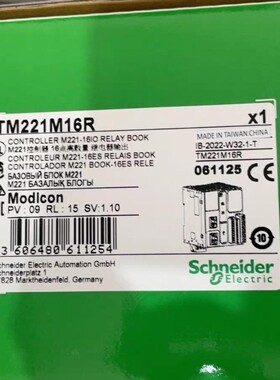 TM221M16R
x1
CONTROLLER M221-16IO RELAY BOOK
M221控制器 16点离散量 继电器输出
CONTROLEUR M221-16ES RELAIS BOOK
CONTROLADOR M221 BOOK-16ES RELE
БАЗОВЫЙ БЛОК M221
M221 БАЗАЛЫҚ БЛОГЫ
MADE IN TAIWAN CHINA
IB-2022-W32-1-T
TM221M16R
061125
Modicon
PV : 09 RL : 15 SV:1.10
3 606480 611254
10
Schneider Electric Automation GmbH
Schneiderplatz 1
97828 Marktheidenfeld, Germany
Schneider
Electric